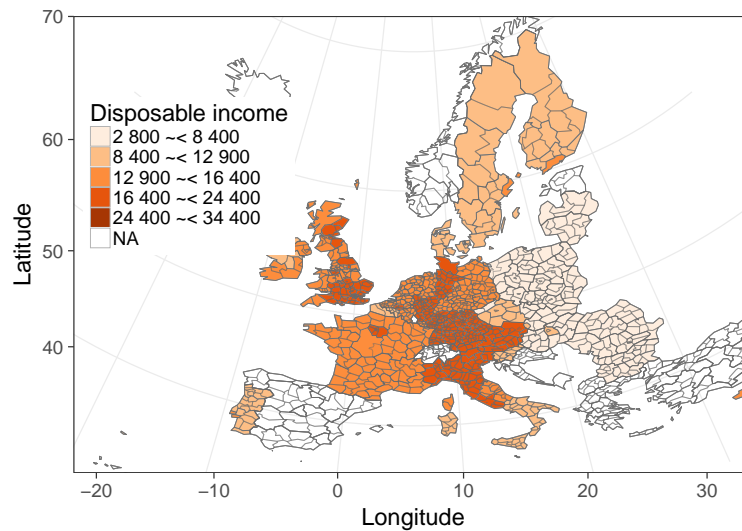 70
60
50
40
Latitude
Disposable income
2 800 ~< 8 400
8 400 ~< 12 900
12 900 ~< 16 400
16 400 ~< 24 400
24 400 ~< 34 400
NA
−20
−10
0
10
20
30
Longitude